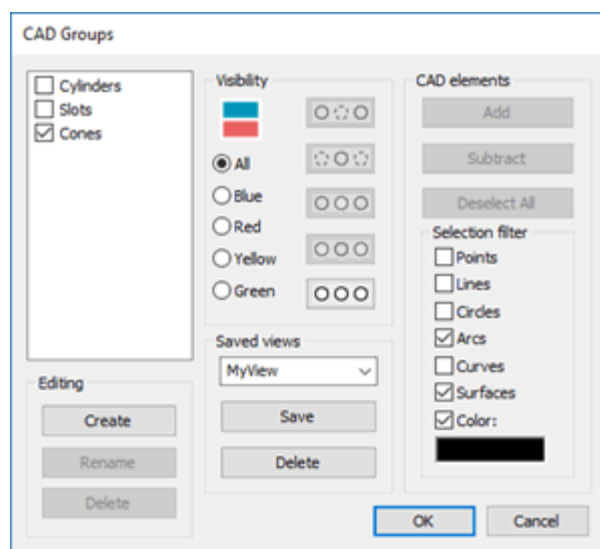 CAD Groups
Cylinders
Slots
Cones
Editing
Create
Rename
Delete
Visibility
All
Blue
Red
Yellow
Green
Saved views
MyView
Save
Delete
CAD elements
Add
Subtract
Deselect All
Selection filter
Points
Lines
Circles
Arcs
Curves
Surfaces
Color:
OK
Cancel